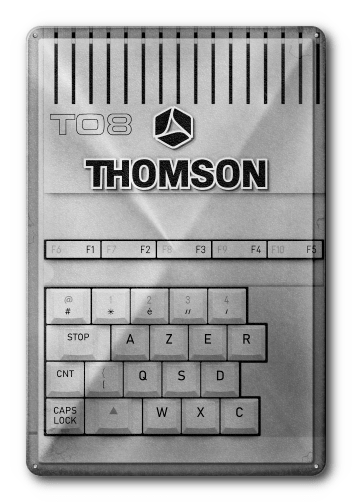 TO8
THOMSON
F6 F1 F7 F2 F8 F3 F9 F4 F10 F5
@ 1 2 3 4
# * é " '
STOP A Z E R
CNT { Q S D
[
CAPS LOCK ▲ W X C